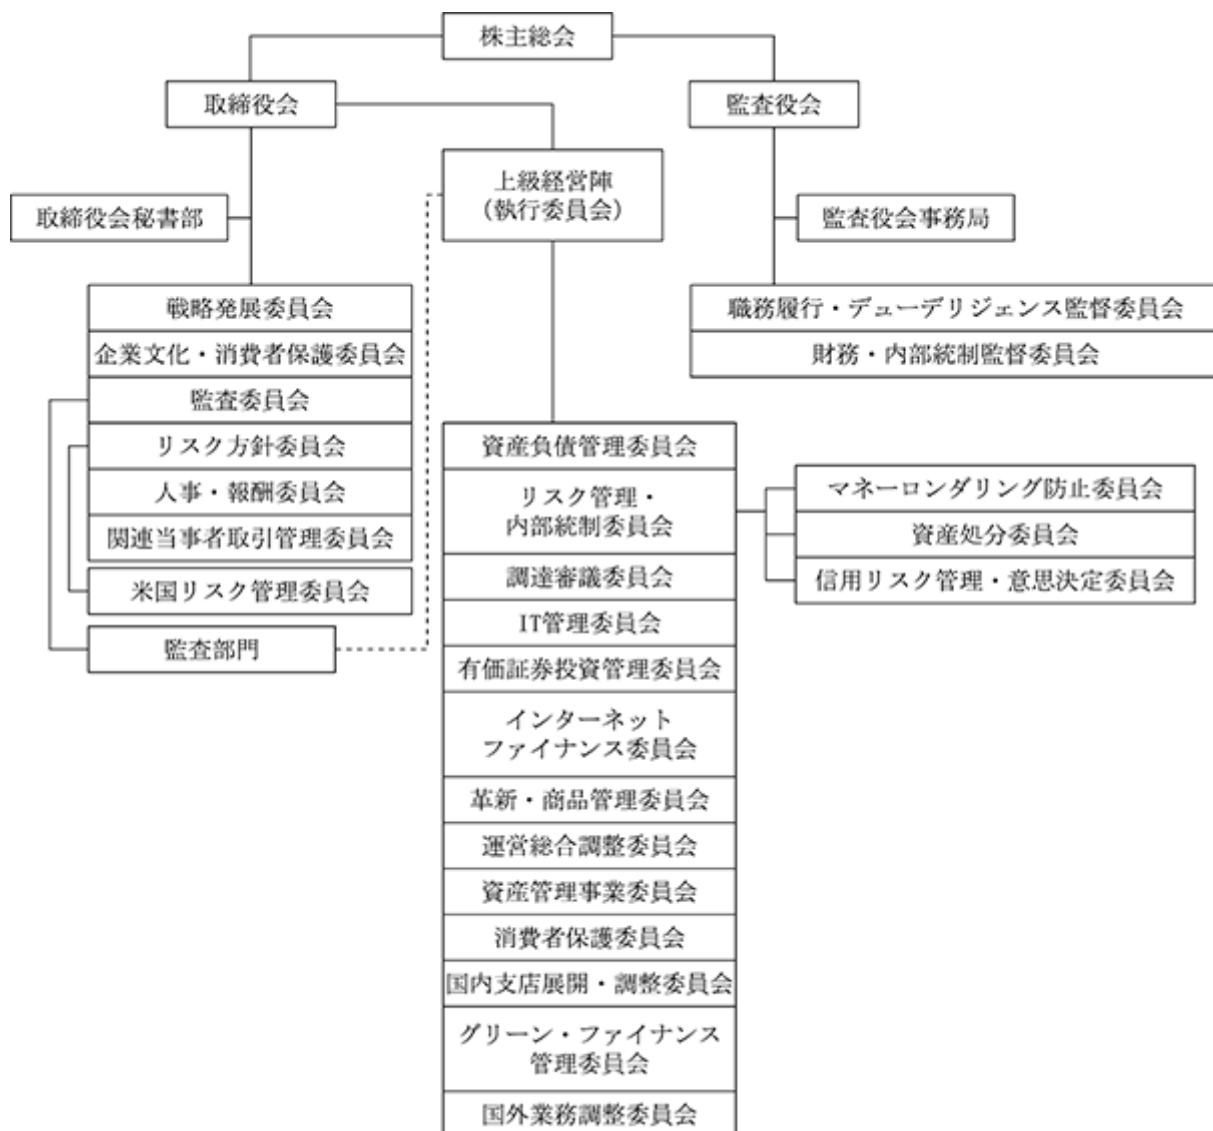 株主総会
取締役会
監査役会
上級経営陣
(執行委員会)
取締役会秘書部
監査役会事務局
戦略発展委員会
企業文化・消費者保護委員会
監査委員会
リスク方針委員会
人事・報酬委員会
関連当事者取引管理委員会
米国リスク管理委員会
監査部門
職務履行・デューデリジェンス監督委員会
財務・内部統制監督委員会
資産負債管理委員会
リスク管理・
内部統制委員会
調達審議委員会
IT管理委員会
有価証券投資管理委員会
インターネット
ファイナンス委員会
革新・商品管理委員会
運営総合調整委員会
資産管理事業委員会
消費者保護委員会
国内支店展開・調整委員会
グリーン・ファイナンス
管理委員会
国外業務調整委員会
マネーロンダリング防止委員会
資産処分委員会
信用リスク管理・意思決定委員会